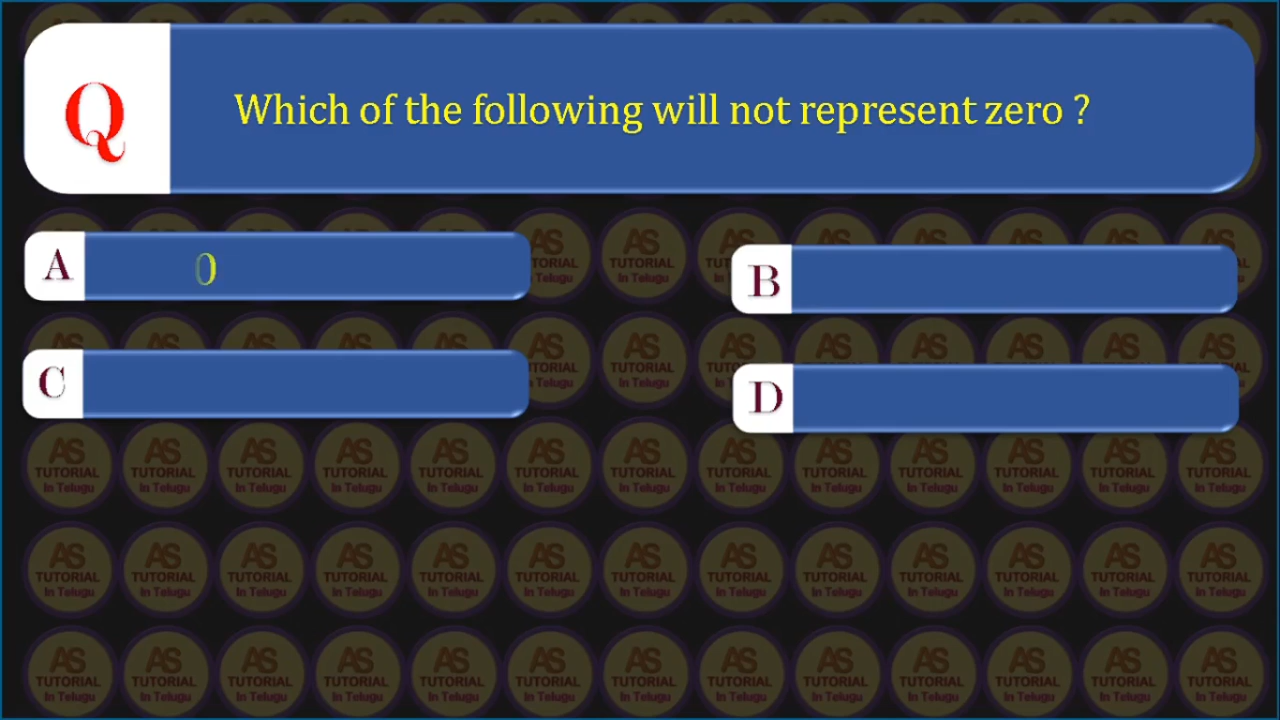 Q
Which of the following will not represent zero ?
A
0
B
C
D
AS
TUTORIAL
In Telugu